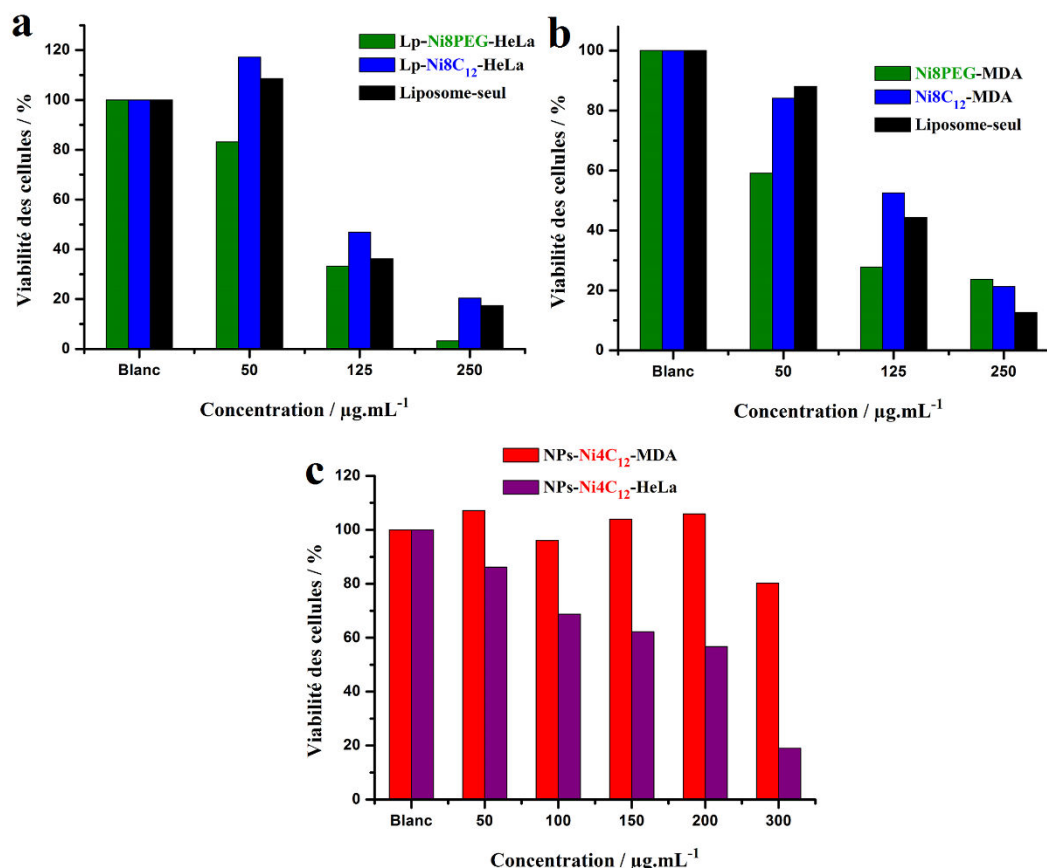 a
Lp-Ni8PEG-HeLa
Lp-Ni8C₁₂-HeLa
Liposome-seul
Viabilité des cellules / %
120
100
80
60
40
20
0
Blanc 50 125 250
Concentration / µg.mL⁻¹
b
Ni8PEG-MDA
Ni8C₁₂-MDA
Liposome-seul
Viabilité des cellules / %
100
80
60
40
20
0
Blanc 50 125 250
Concentration / µg.mL⁻¹
c
NPs-Ni4C₁₂-MDA
NPs-Ni4C₁₂-HeLa
Viabilité des cellules / %
120
100
80
60
40
20
0
Blanc 50 100 150 200 300
Concentration / µg.mL⁻¹